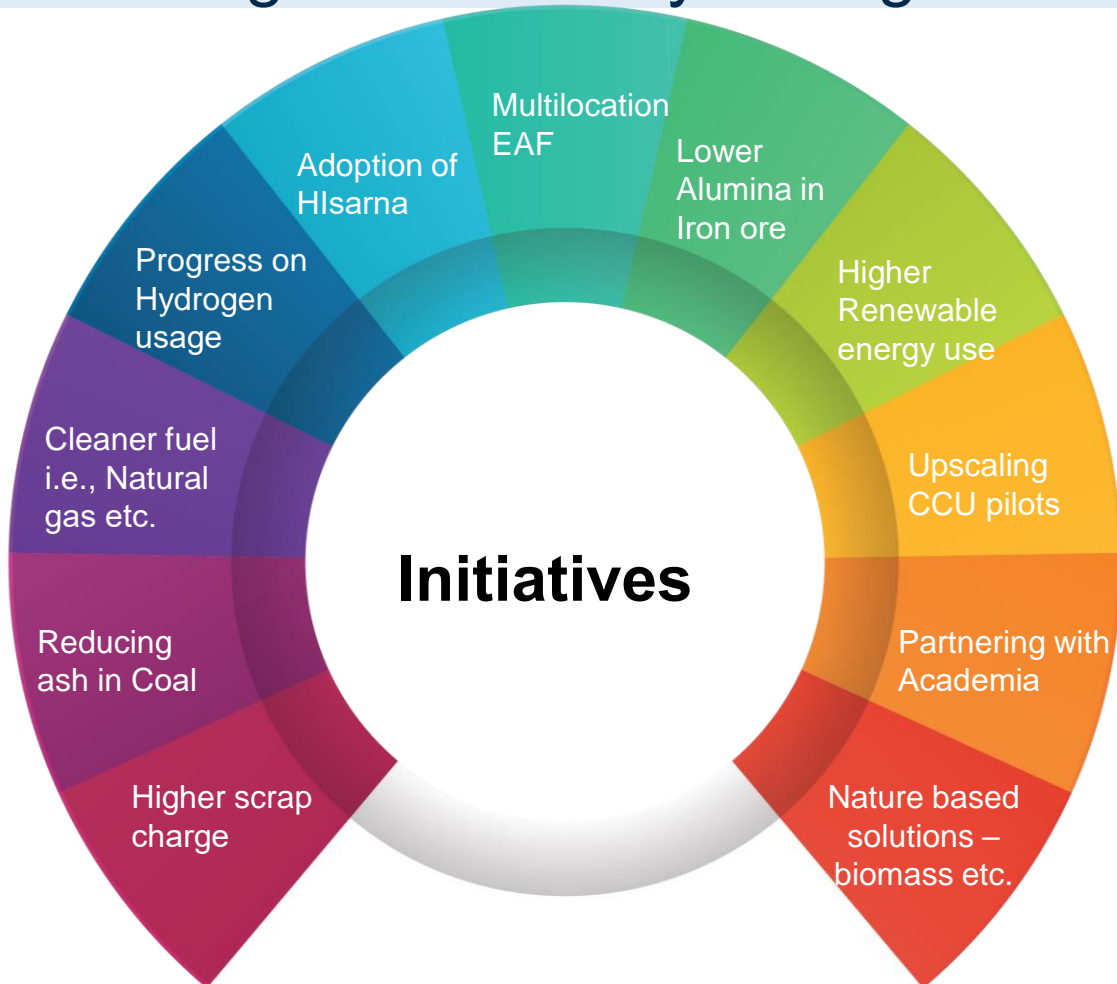 Higher scrap
charge
Reducing
ash in Coal
Cleaner fuel
i.e., Natural
gas etc.
Progress on
Hydrogen
usage
Adoption of
HIsarna
Multilocation
EAF
Lower
Alumina in
Iron ore
Higher
Renewable
energy use
Upscaling
CCU pilots
Partnering with
Academia
Nature based
solutions –
biomass etc.
Initiatives